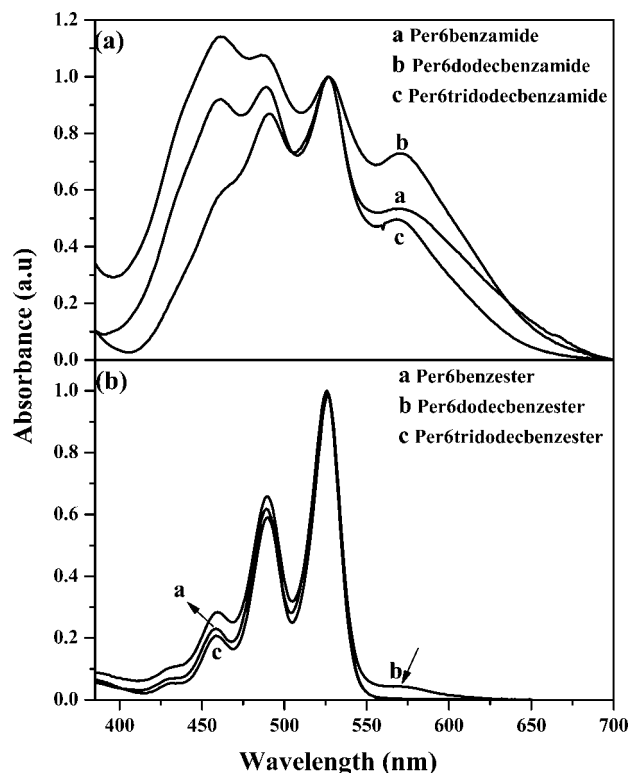 1.2
(a)
a Per6benzamide
b Per6dodecbenzamide
c Per6tridodecbenzamide
1.0
0.8
b
0.6
a
0.4
c
0.2
0.0
(b)
a Per6benzester
b Per6dodecbenzester
c Per6tridodecbenzester
1.0
0.8
0.6
0.4
a
0.2
c
b
0.0
400 450 500 550 600 650 700
Wavelength (nm)
Absorbance (a.u)